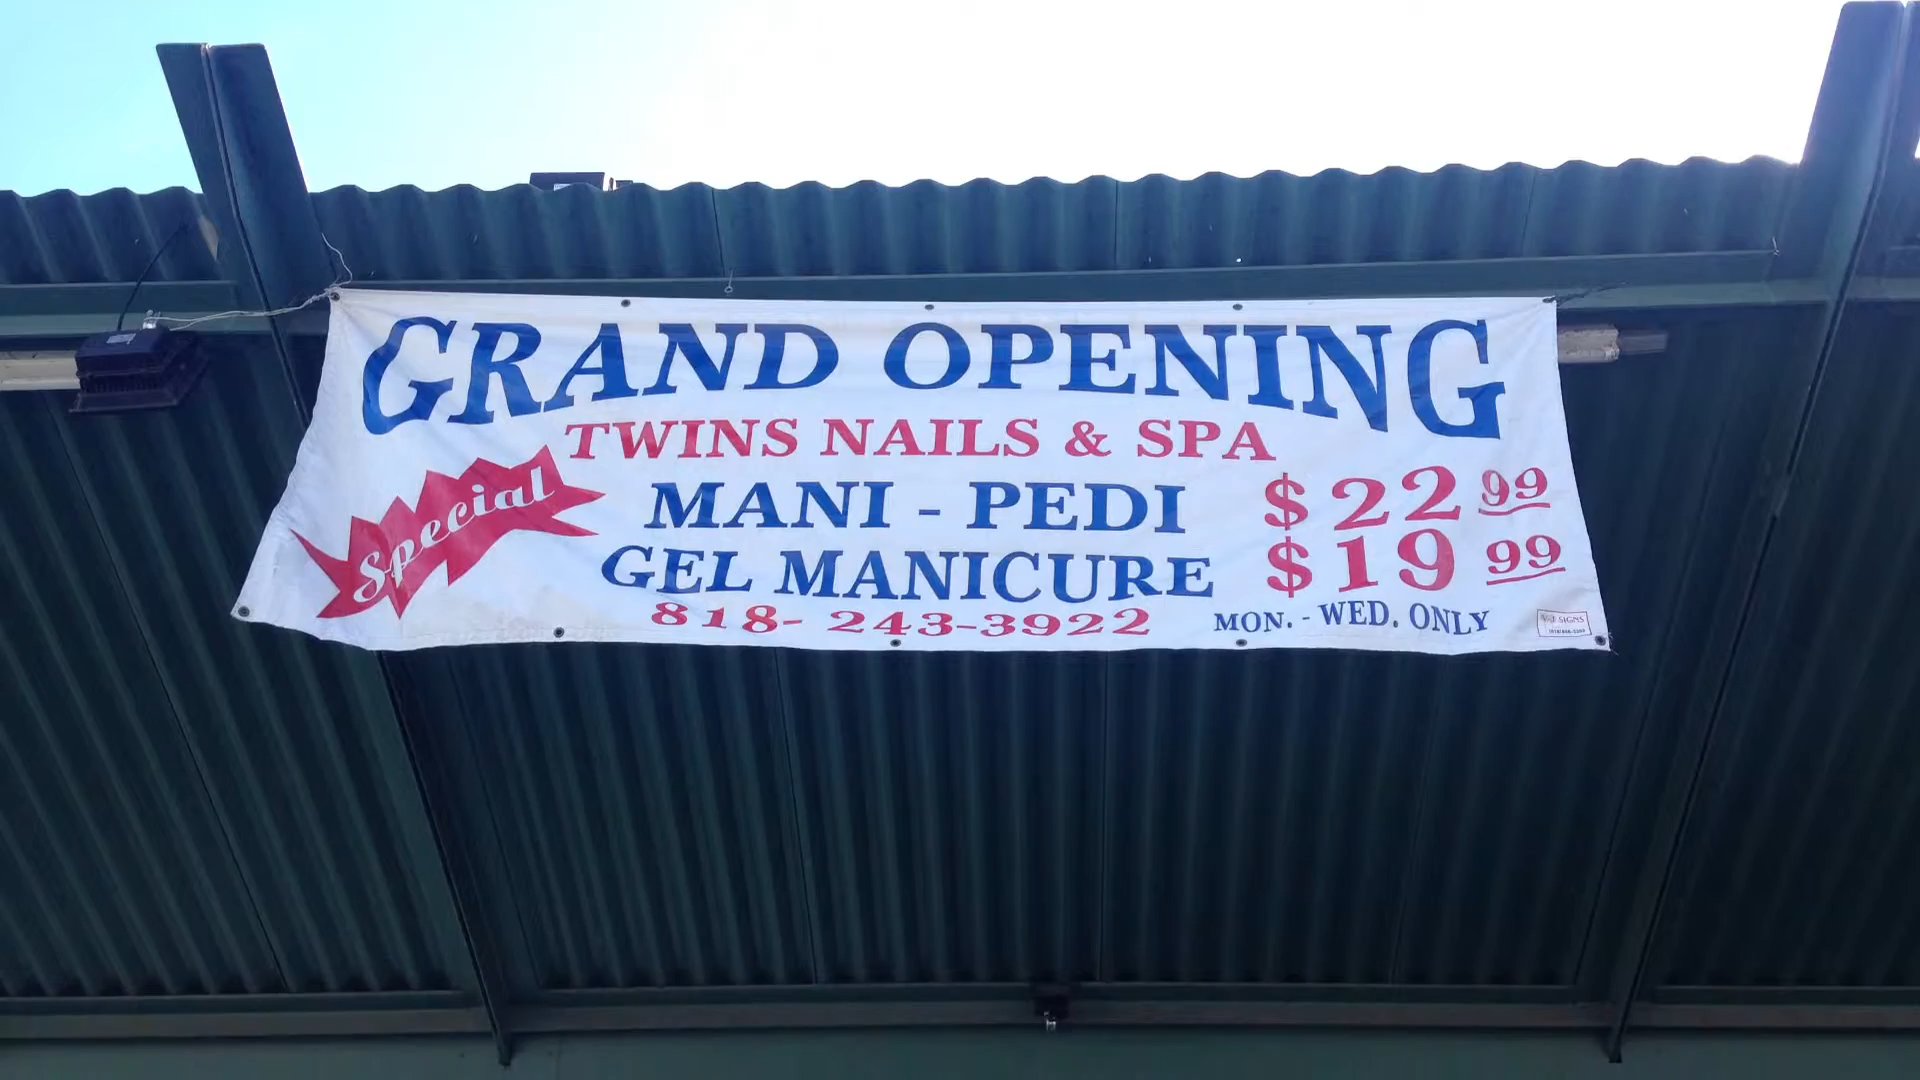 GRAND OPENING
TWINS NAILS & SPA
Special
MANI - PEDI $22 99
GEL MANICURE $19 99
818-243-3922 MON. - WED. ONLY
SIGNS